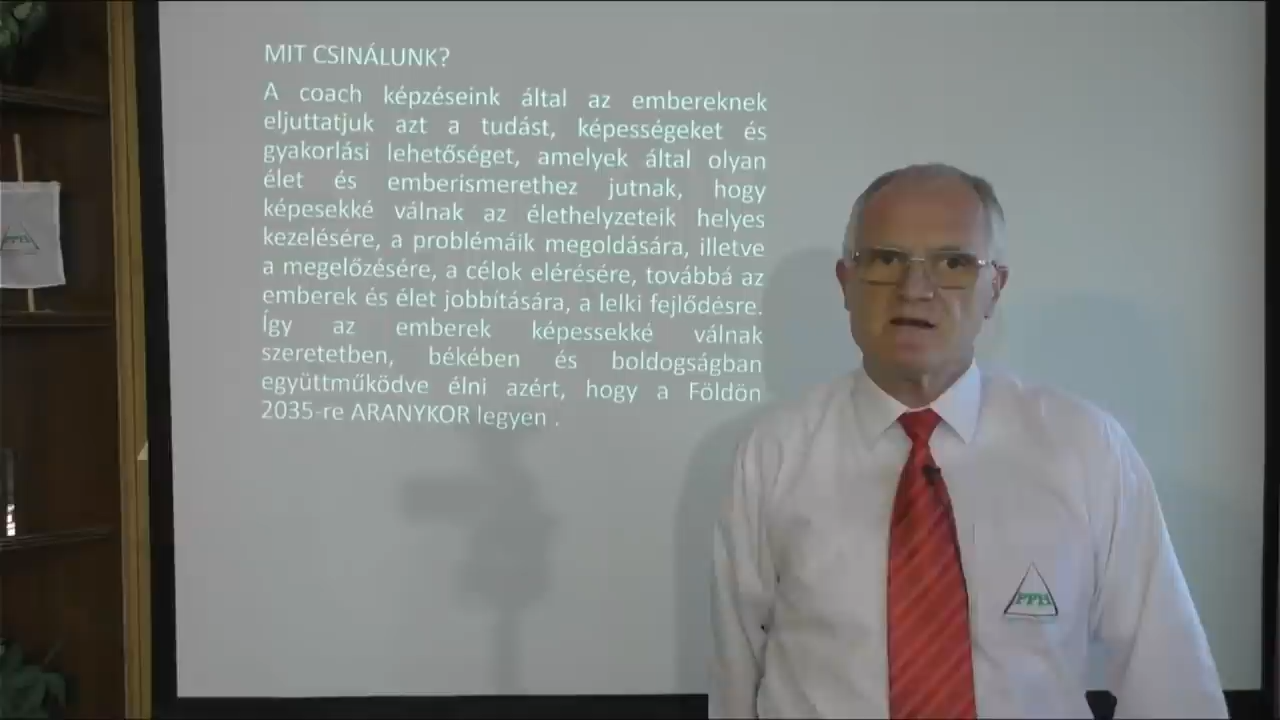 MIT CSINÁLUNK?
A coach képzéseink által az embereknek
eljuttatjuk azt a tudást, képességeket és
gyakorlási lehetőséget, amelyek által olyan
élet és emberismerethez jutnak, hogy
képesekké válnak az élethelyzeteik helyes
kezelésére, a problémáik megoldására, illetve
a megelőzésére, a célok elérésére, továbbá az
emberek és élet jobbítására, a lelki fejlődésre.
Így az emberek képessekké válnak
szeretetben, békében és boldogságban
együttműködve élni azért, hogy a Földön
2035-re ARANYKOR legyen .